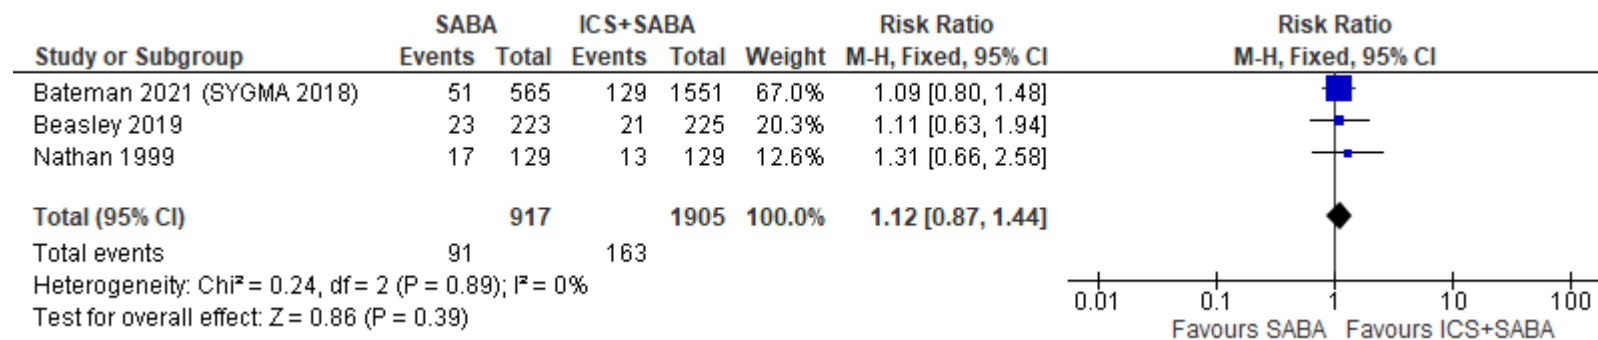 SABA ICS+SABA Risk Ratio Risk Ratio
Study or Subgroup Events Total Events Total Weight M-H, Fixed, 95% CI M-H, Fixed, 95% CI
Bateman 2021 (SYGMA 2018) 51 565 129 1551 67.0% 1.09 [0.80, 1.48]
Beasley 2019 23 223 21 225 20.3% 1.11 [0.63, 1.94]
Nathan 1999 17 129 13 129 12.6% 1.31 [0.66, 2.58]
Total (95% CI) 917 1905 100.0% 1.12 [0.87, 1.44]
Total events 91 163
Heterogeneity: Chi² = 0.24, df = 2 (P = 0.89); I² = 0%
Test for overall effect: Z = 0.86 (P = 0.39)
0.01 0.1 1 10 100
Favours SABA Favours ICS+SABA